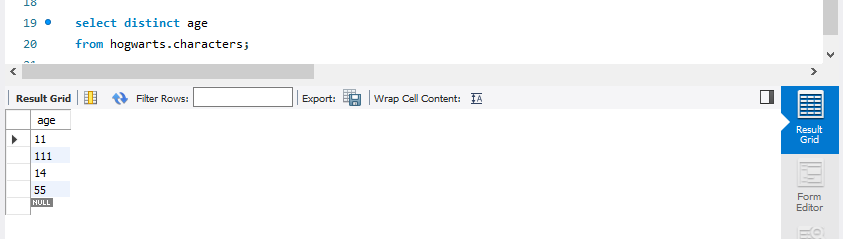 18
19 select distinct age
20 from hogwarts.characters;
Result Grid Filter Rows: Export: Wrap Cell Content: IA
age
11
111
14
55
NULL
Result
Grid
Form
Editor